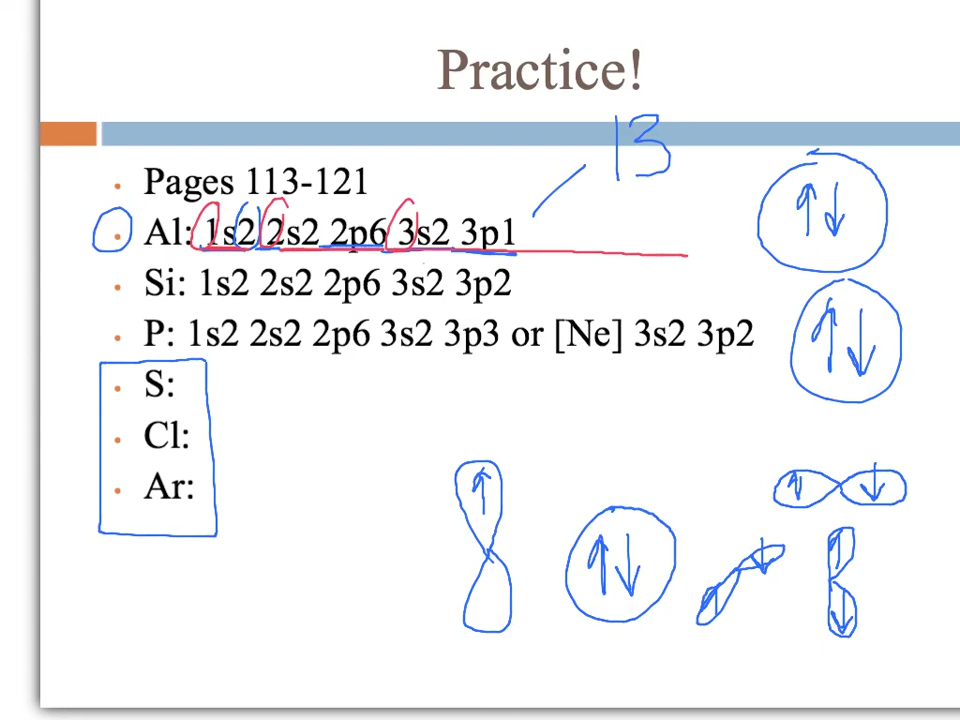 Practice!
13
• Pages 113-121
• Al: 1s2 2s2 2p6 3s2 3p1
• Si: 1s2 2s2 2p6 3s2 3p2
• P: 1s2 2s2 2p6 3s2 3p3 or [Ne] 3s2 3p2
• S:
• Cl:
• Ar: